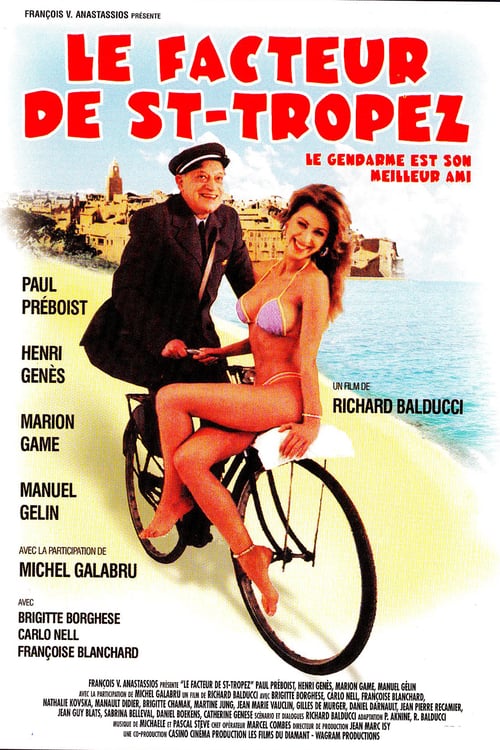 FRANÇOIS V. ANASTASSIOS PRÉSENTE
LE FACTEUR
DE ST-TROPEZ
LE GENDARME EST SON
MEILLEUR AMI
PAUL
PRÉBOIST
HENRI
GENÈS
MARION
GAME
MANUEL
GELIN
UN FILM DE
RICHARD BALDUCCI
AVEC LA PARTICIPATION DE
MICHEL GALABRU
AVEC
BRIGITTE BORGHESE
CARLO NELL
FRANÇOISE BLANCHARD
FRANÇOIS V. ANASTASSIOS PRÉSENTE "LE FACTEUR DE ST-TROPEZ" PAUL PRÉBOIST, HENRI GENÈS, MARION GAME, MANUEL GÉLIN
AVEC LA PARTICIPATION DE MICHEL GALABRU UN FILM DE RICHARD BALDUCCI AVEC BRIGITTE BORGHESE, CARLO NELL, FRANCOISE BLANCHARD,
NATHALIE KOVSKA, MANAULT DIDIER, BRIGITTE CHAMAK, MARTINE JUNG, JEAN MARIE VAUCLIN, GILLES DE MURGER, DANIEL DARNAULT, JEAN PIERRE RECAMIER,
JEAN GUY BLATS, SABRINA BELLEVAL, DANIEL BOEKENS, CATHERINE GENESE SCÉNARIO ET DIALOGUES RICHARD BALDUCCI ADAPTATION P. AKNINE, R. BALDUCCI
MUSIQUE DE MICHAELE ET PASCAL STEVE CHEF OPÉRATEUR MARCEL COMBES DIRECTEUR DE PRODUCTION JEAN MARC ISY
UNE CO-PRODUCTION CASINO CINEMA PRODUCTION LES FILMS DU DIAMANT - WAGRAM PRODUCTIONS